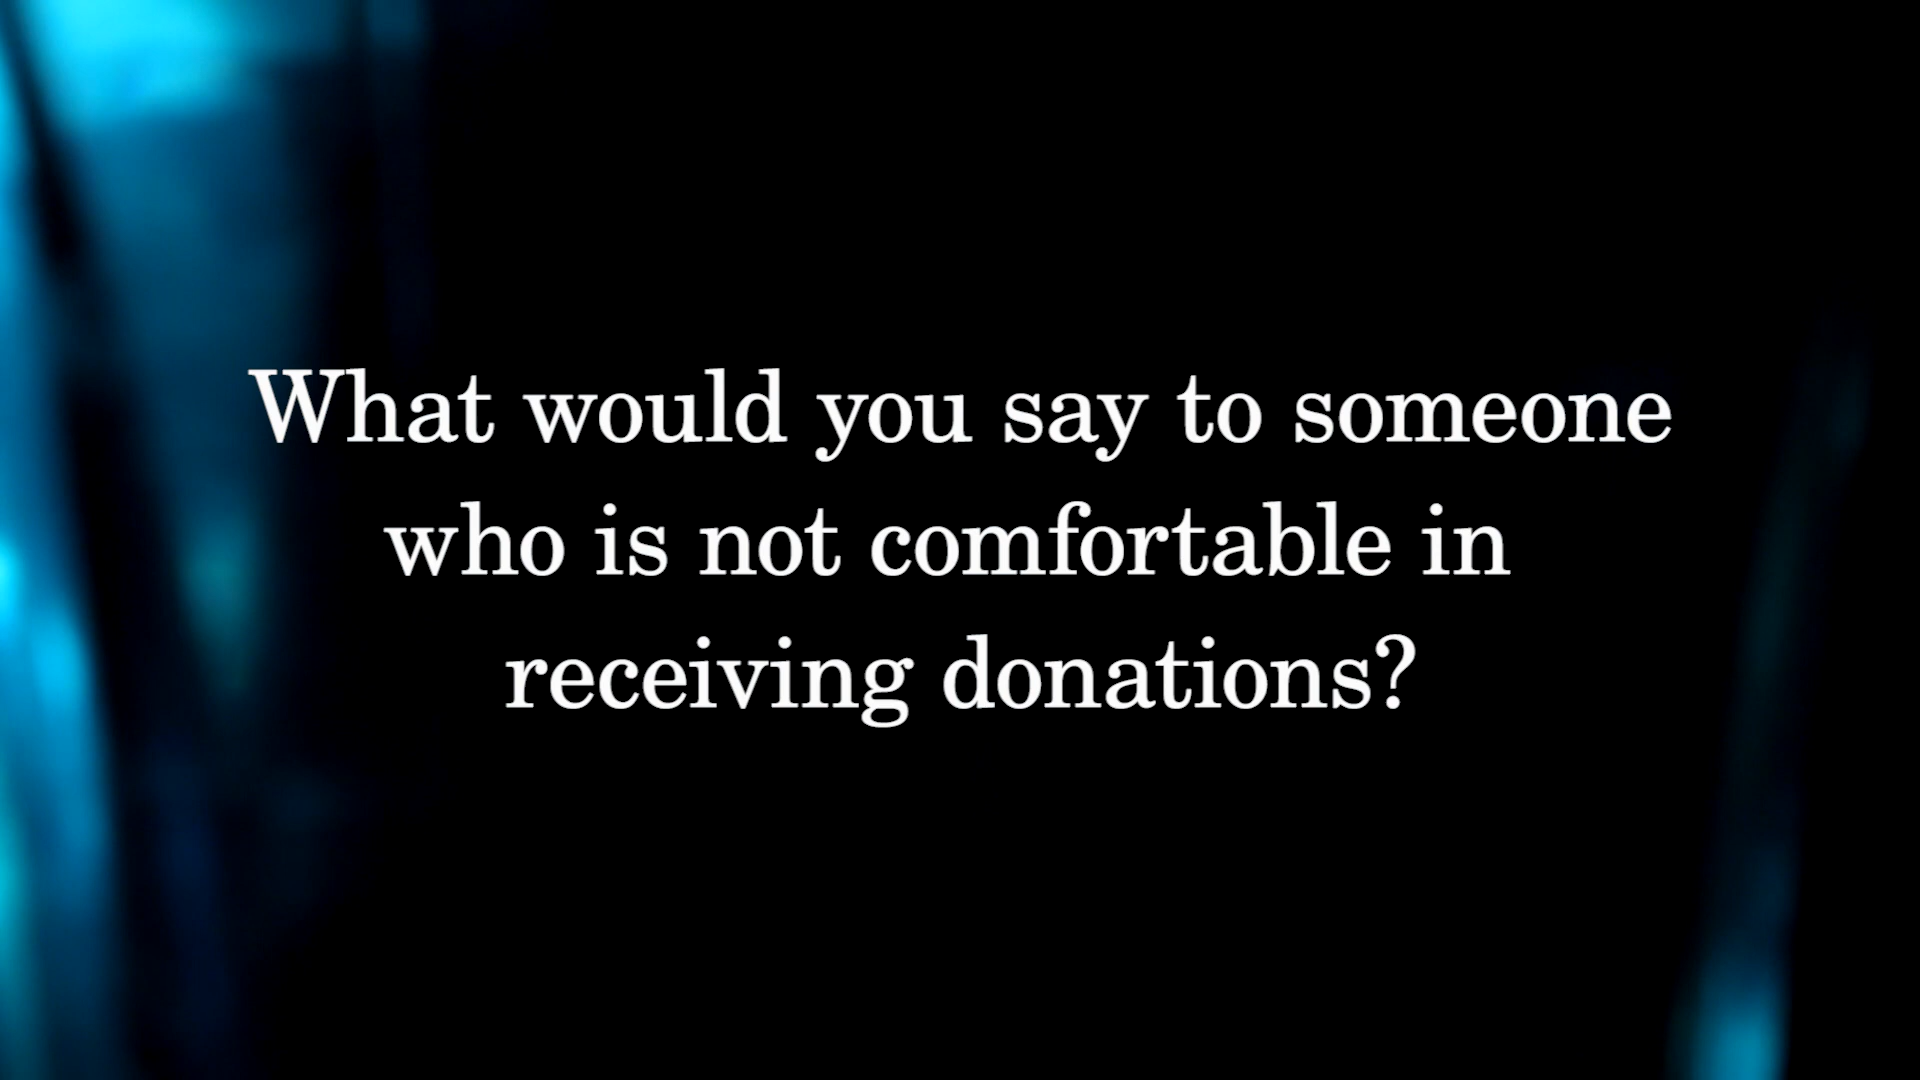 What would you say to someone
who is not comfortable in
receiving donations?